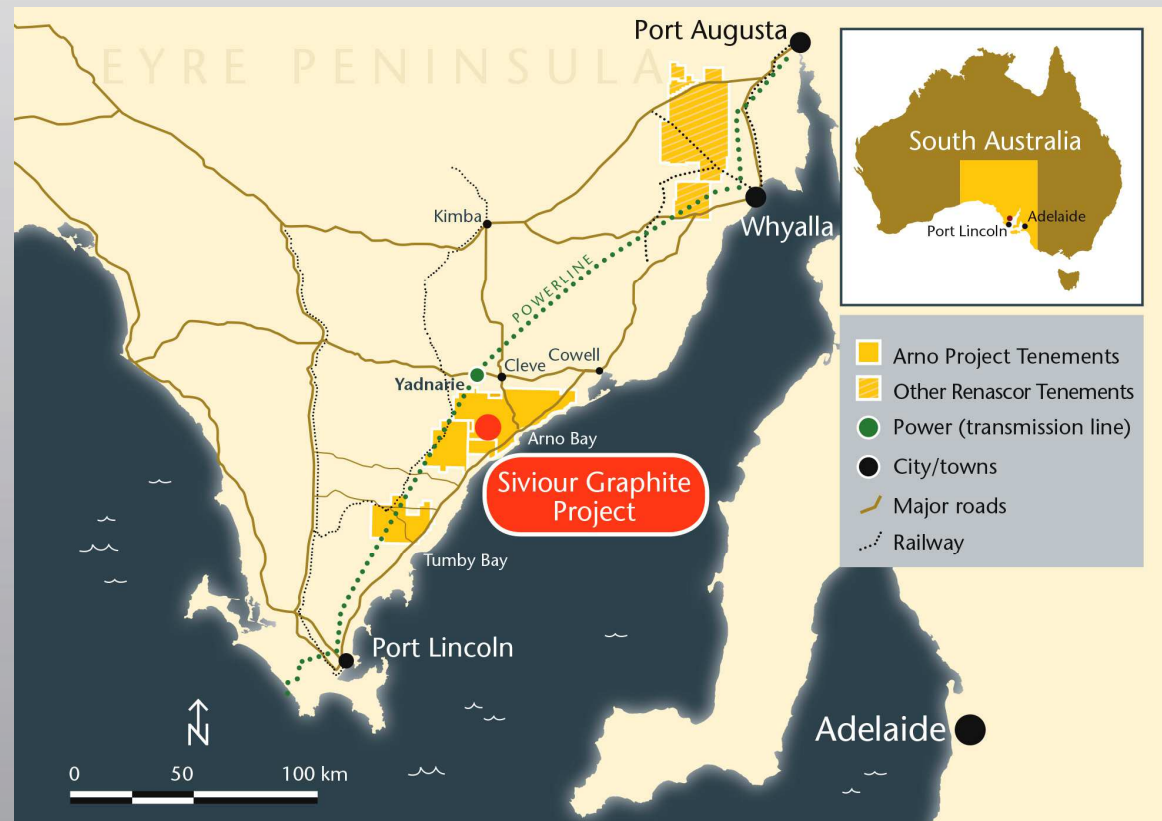 EYRE PENINSULA
Port Augusta
South Australia
Adelaide
Port Lincoln
Kimba
Whyalla
POWERLINE
Cowell
Cleve
Yadnarie
Arno Bay
Siviour Graphite
Project
Arno Project Tenements
Other Renascor Tenements
Power (transmission line)
City/towns
Major roads
Railway
Tumby Bay
Port Lincoln
Adelaide
N
0 50 100 km